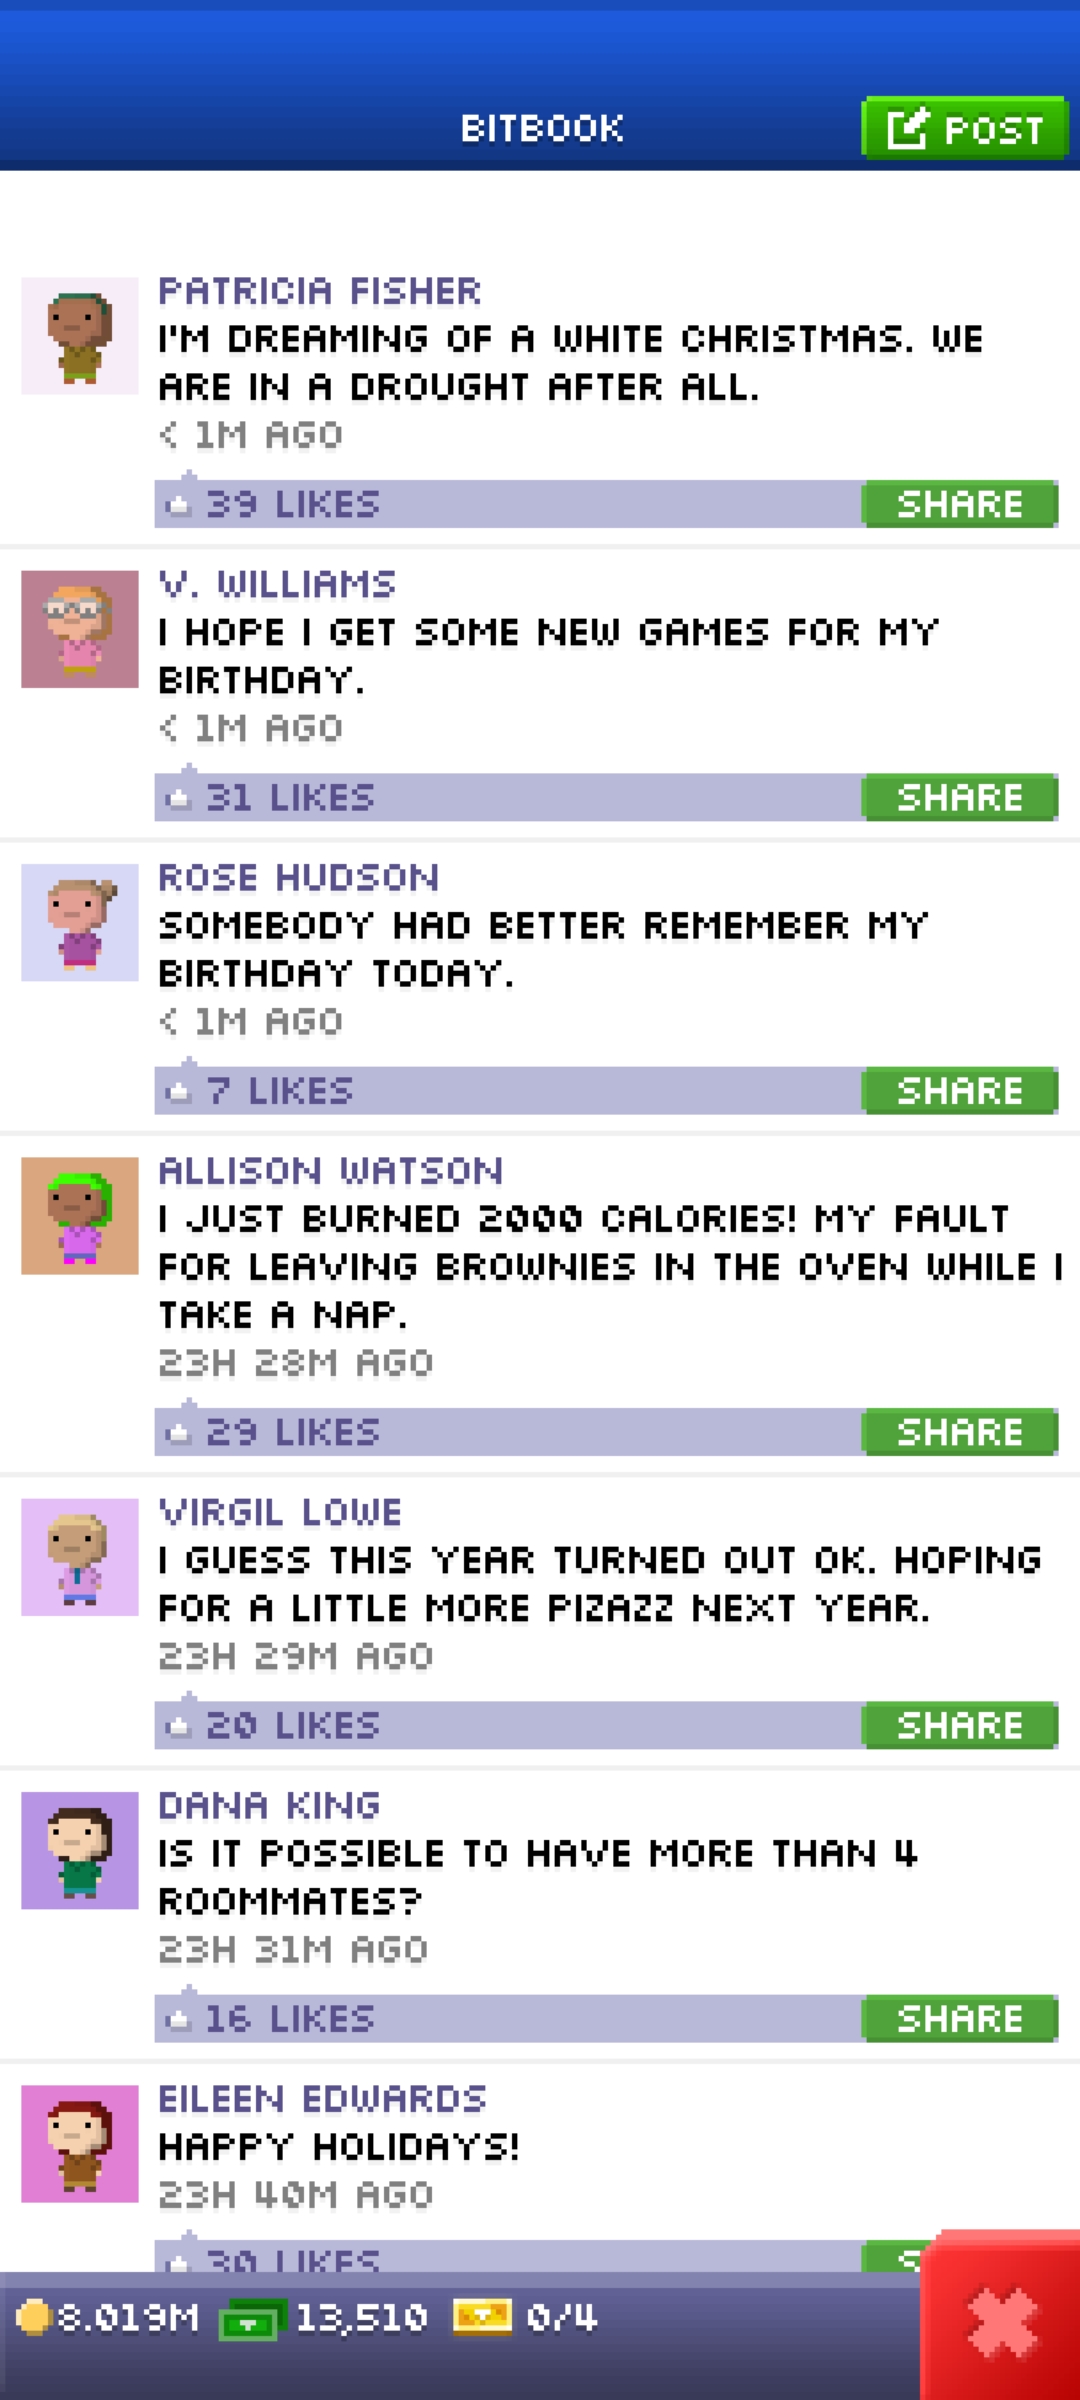 BITBOOK
POST
PATRICIA FISHER
I'M DREAMING OF A WHITE CHRISTMAS. WE
ARE IN A DROUGHT AFTER ALL.
< 1M AGO
39 LIKES
SHARE
V. WILLIAMS
I HOPE I GET SOME NEW GAMES FOR MY
BIRTHDAY.
< 1M AGO
31 LIKES
SHARE
ROSE HUDSON
SOMEBODY HAD BETTER REMEMBER MY
BIRTHDAY TODAY.
< 1M AGO
7 LIKES
SHARE
ALLISON WATSON
I JUST BURNED 2000 CALORIES! MY FAULT
FOR LEAVING BROWNIES IN THE OVEN WHILE I
TAKE A NAP.
23H 28M AGO
29 LIKES
SHARE
VIRGIL LOWE
I GUESS THIS YEAR TURNED OUT OK. HOPING
FOR A LITTLE MORE PIZAZZ NEXT YEAR.
23H 29M AGO
20 LIKES
SHARE
DANA KING
IS IT POSSIBLE TO HAVE MORE THAN 4
ROOMMATES?
23H 31M AGO
16 LIKES
SHARE
EILEEN EDWARDS
HAPPY HOLIDAYS!
23H 40M AGO
30 LIKES
8.019M 13,510 0/4